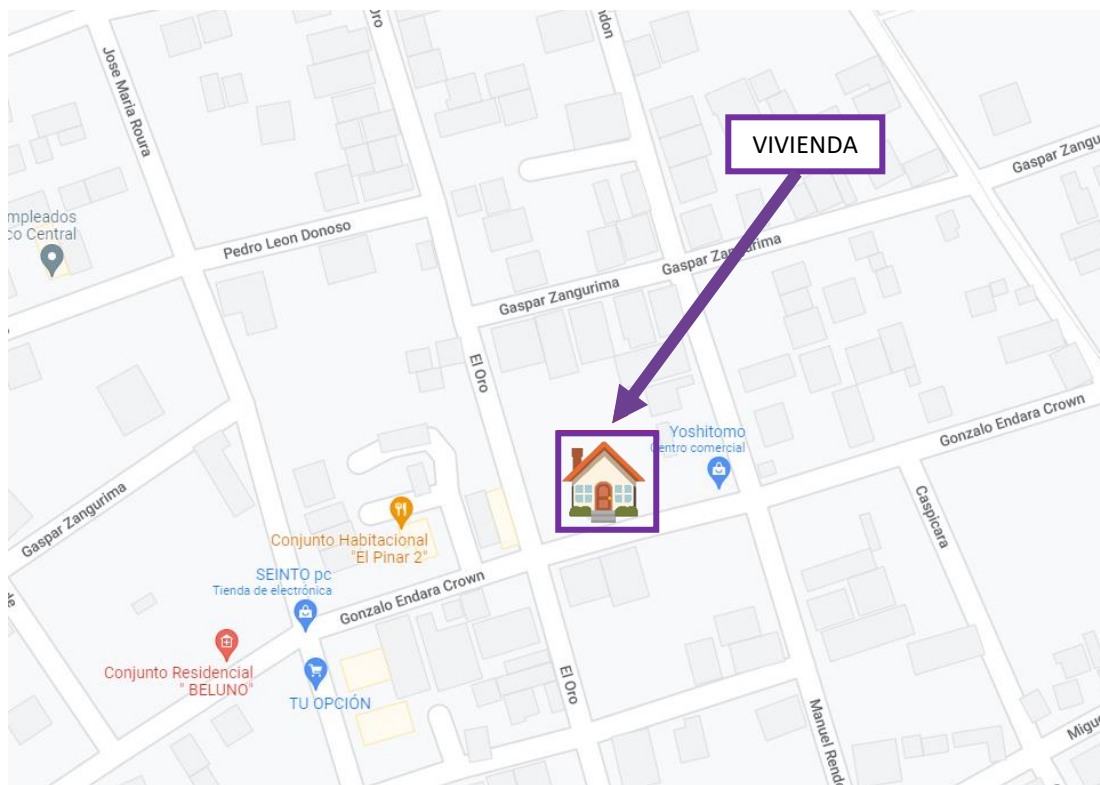 Oro
ndon
Jose Maria Roura
VIVIENDA
Gaspar Zangu
mpleados
co Central
Pedro Leon Donoso
Gaspar Zangurima
Gaspar Zangurima
El Oro
Gonzalo Endara Crown
Yoshitomo
Centro comercial
Gaspar Zangurima
Caspicara
Conjunto Habitacional
"El Pinar 2"
SEINTO pc
Tienda de electrónica
Gonzalo Endara Crown
Conjunto Residencial
" BELUNO"
TU OPCIÓN
El Oro
Manuel Rendo
Migu